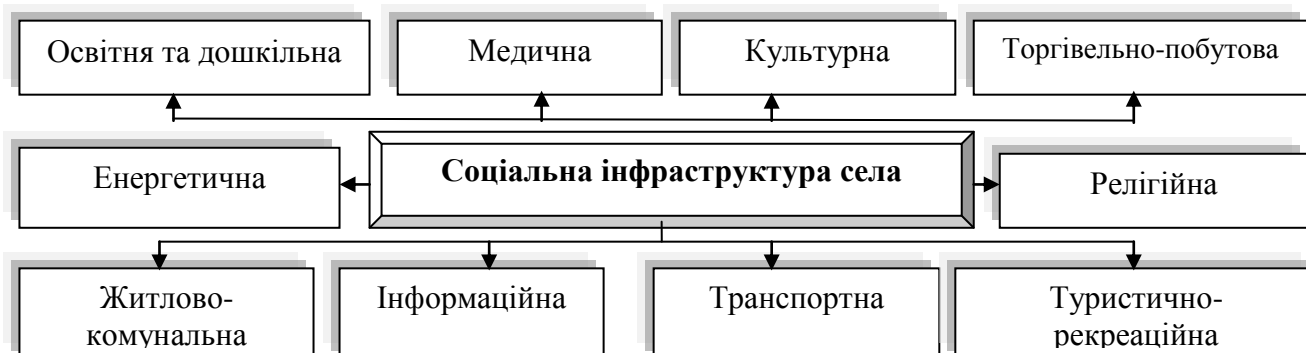 Освітня та дошкільна
Медична
Культурна
Торгівельно-побутова
Енергетична
Соціальна інфраструктура села
Релігійна
Житлово-
комунальна
Інформаційна
Транспортна
Туристично-
рекреаційна